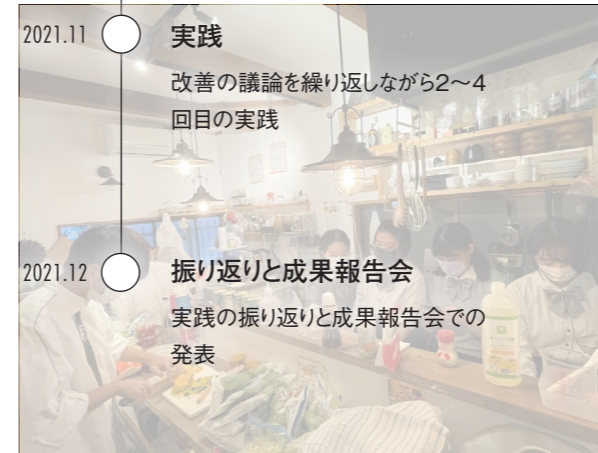 2021.11
実践
改善の議論を繰り返しながら2〜4
回目の実践
2021.12
振り返りと成果報告会
実践の振り返りと成果報告会での
発表